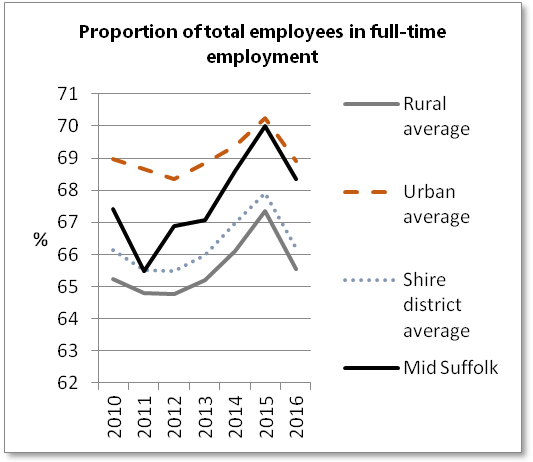 Proportion of total employees in full-time
employment
71
70
69
68
67
66
65
64
63
62
%
2010
2011
2012
2013
2014
2015
2016
Rural
average
Urban
average
Shire
district
average
Mid Suffolk